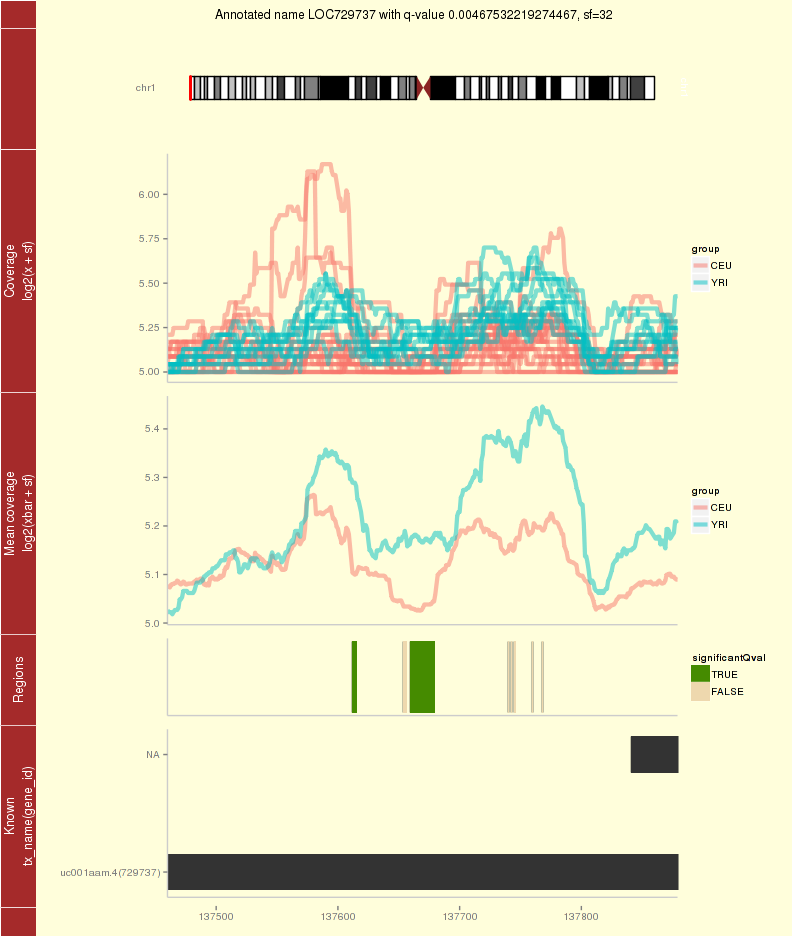 Annotated name LOC729737 with q-value 0.00467532219274467, sf=32
chr1
Coverage
log2(x + sf)
6.00
5.75
5.50
5.25
5.00
group
CEU
YRI
Mean coverage
log2(xbar + sf)
5.4
5.3
5.2
5.1
5.0
group
CEU
YRI
Regions
significantQval
TRUE
FALSE
Known
tx_name(gene_id)
NA
uc001aam.4(729737)
137500
137600
137700
137800